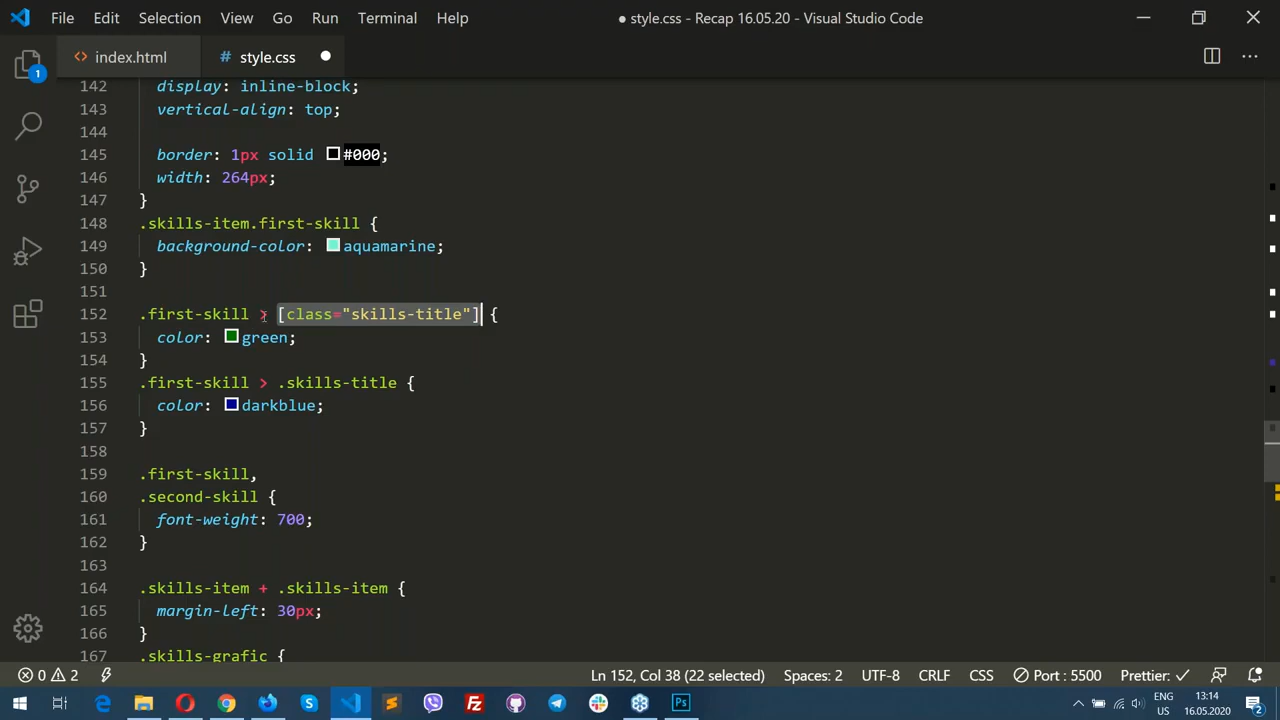 File Edit Selection View Go Run Terminal Help
● style.css - Recap 16.05.20 - Visual Studio Code
<> index.html
# style.css ●
1
142 display: inline-block;
143 vertical-align: top;
144
145 border: 1px solid #000;
146 width: 264px;
147 }
148 .skills-item.first-skill {
149 background-color: aquamarine;
150 }
151
152 .first-skill > [class="skills-title"] {
153 color: green;
154 }
155 .first-skill > .skills-title {
156 color: darkblue;
157 }
158
159 .first-skill,
160 .second-skill {
161 font-weight: 700;
162 }
163
164 .skills-item + .skills-item {
165 margin-left: 30px;
166 }
167 .skills-grafic {
0 2 Ln 152, Col 38 (22 selected) Spaces: 2 UTF-8 CRLF CSS Port : 5500 Prettier: ✓
ENG 13:14
US 16.05.2020 2